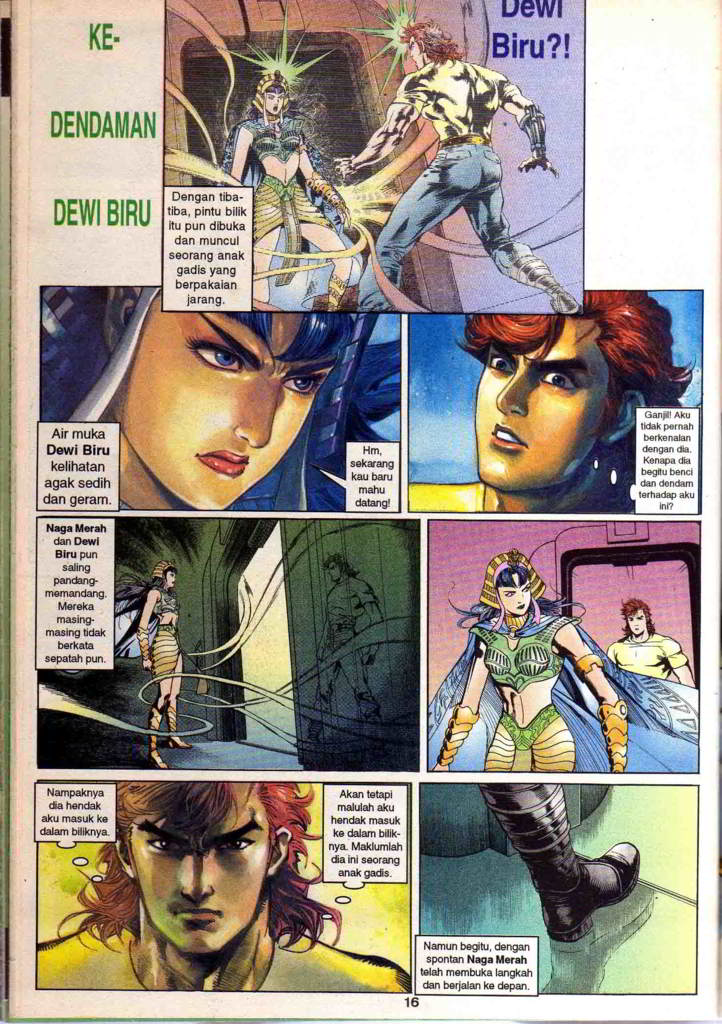 KE-
DENDAMAN
DEWI BIRU
Dewi
Biru?!
Dengan tiba-
tiba, pintu bilik
itu pun dibuka
dan muncul
seorang anak
gadis yang
berpakaian
jarang.
Air muka
Dewi Biru
kelihatan
agak sedih
dan geram.
Hm,
sekarang
kau baru
mahu
datang!
Ganjil! Aku
tidak pernah
berkenalan
dengan dia.
Kenapa dia
begitu benci
dan dendam
terhadap aku
ini?
Naga Merah
dan Dewi
Biru pun
saling
pandang-
memandang.
Mereka
masing-
masing tidak
berkata
sepatah pun.
Nampaknya
dia hendak
aku masuk ke
dalam biliknya.
Akan tetapi
malulah aku
hendak masuk
ke dalam bilik-
nya. Maklumlah
dia ini seorang
anak gadis.
Namun begitu, dengan
spontan Naga Merah
telah membuka langkah
dan berjalan ke depan.
16